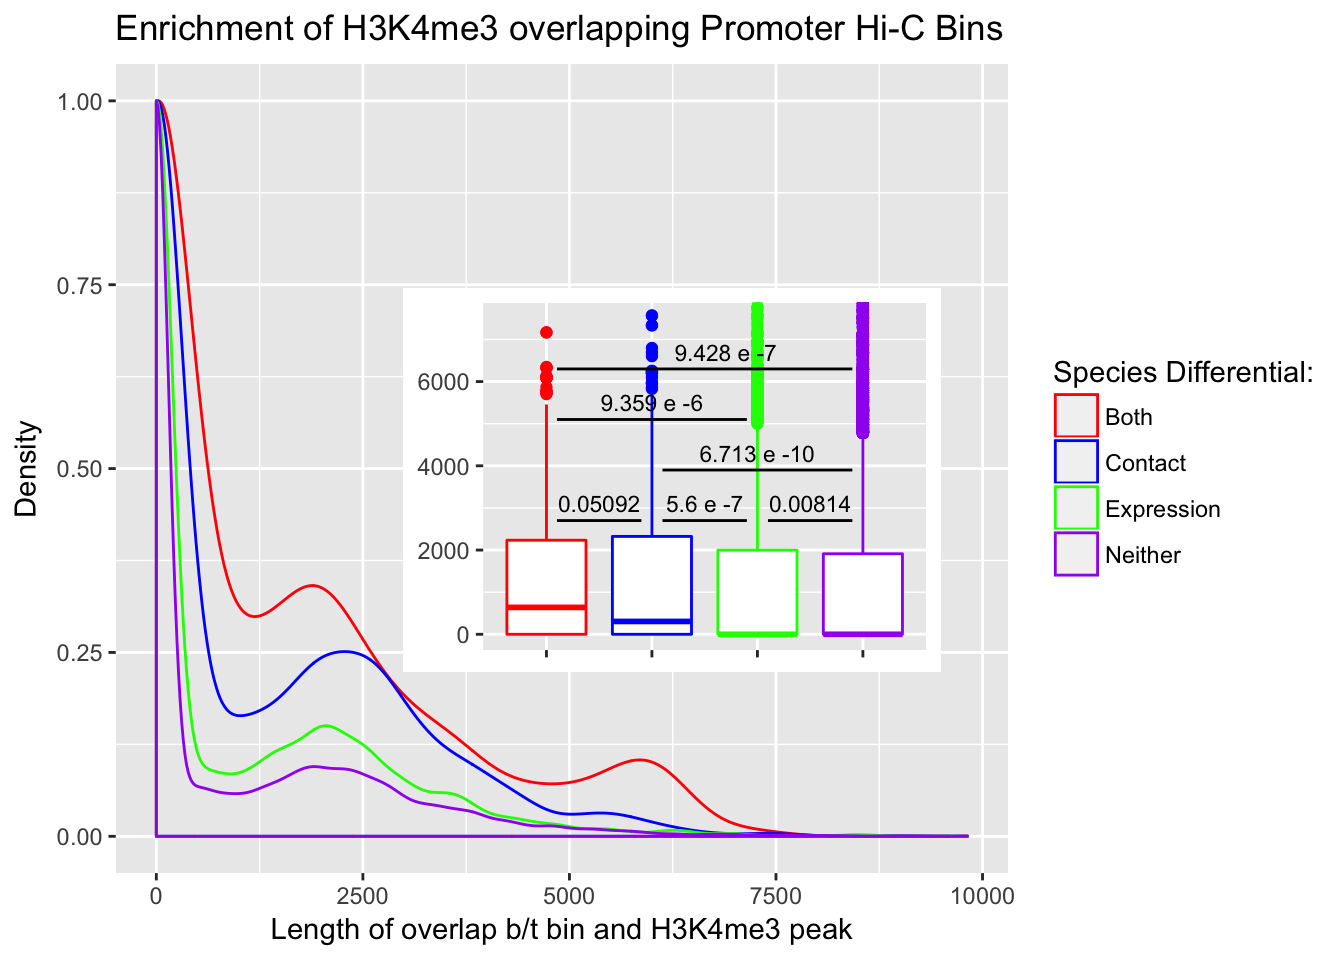 Enrichment of H3K4me3 overlapping Promoter Hi-C Bins
1.00
0.75
0.50
0.25
0.00
Density
0
2500
5000
7500
10000
Length of overlap b/t bin and H3K4me3 peak
6000
4000
2000
0
9.428 e -7
9.359 e -6
6.713 e -10
0.05092
5.6 e -7
0.00814
Species Differential:
Both
Contact
Expression
Neither